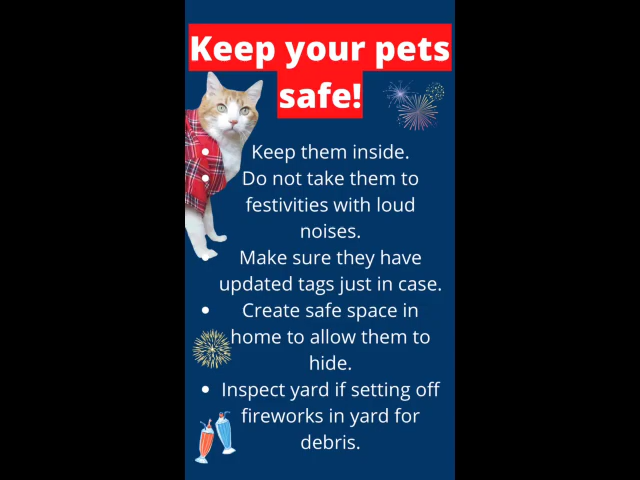 Keep your pets
safe!
Keep them inside.
Do not take them to
festivities with loud
noises.
Make sure they have
updated tags just in case.
Create safe space in
home to allow them to
hide.
Inspect yard if setting off
fireworks in yard for
debris.